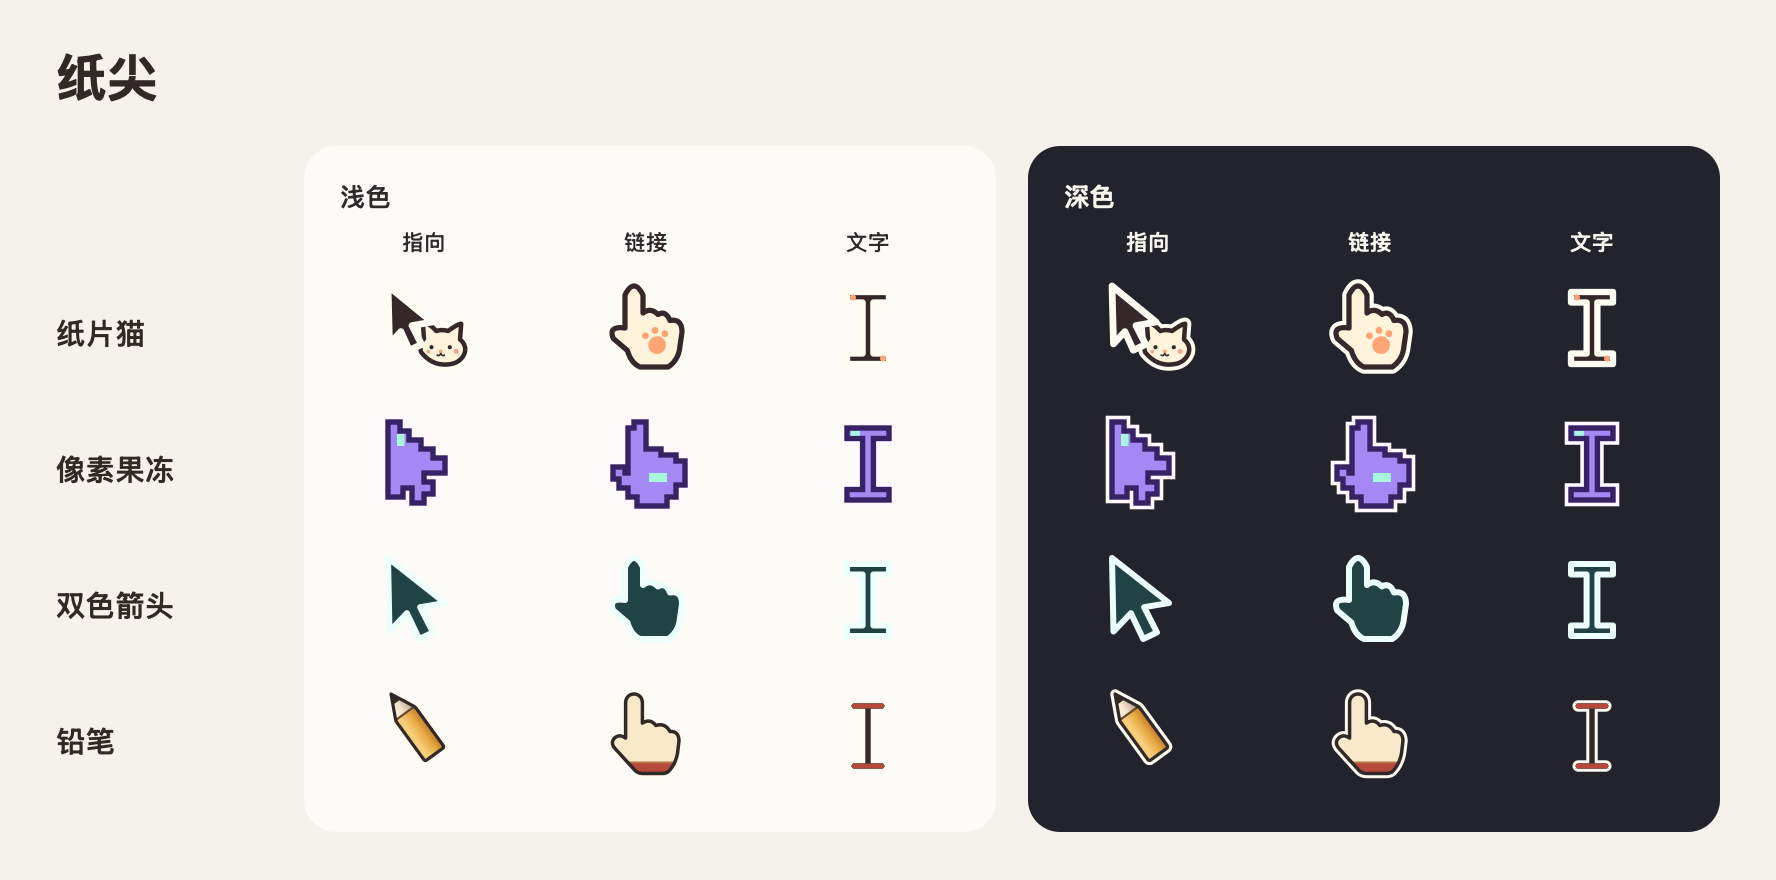 纸尖
浅色
指向 链接 文字
深色
指向 链接 文字
纸片猫
像素果冻
双色箭头
铅笔